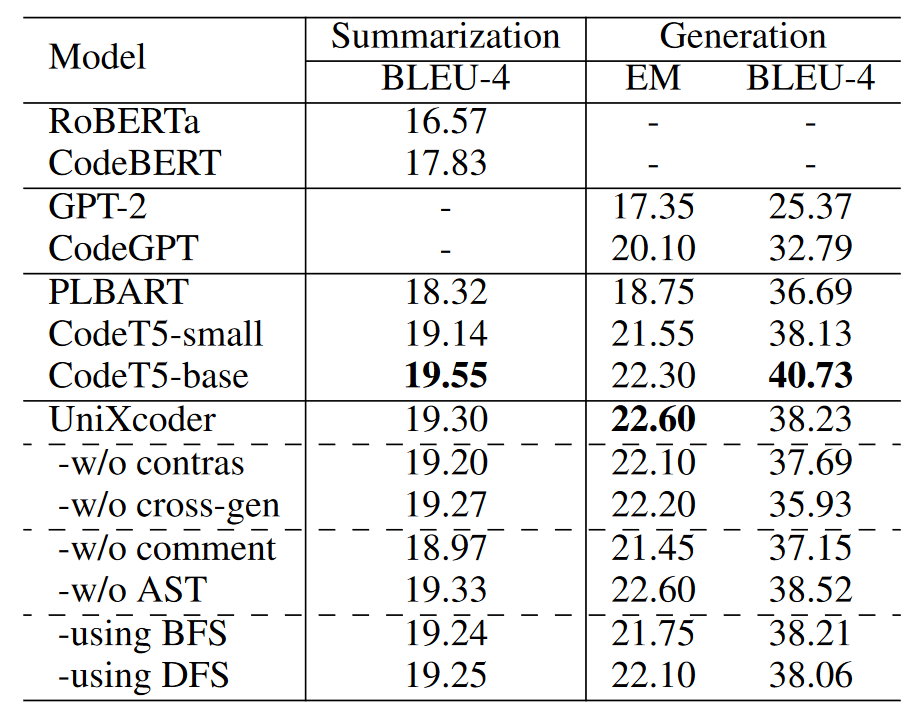 Model Summarization Generation
BLEU-4 EM BLEU-4
RoBERTa 16.57 - -
CodeBERT 17.83 - -
GPT-2 - 17.35 25.37
CodeGPT - 20.10 32.79
PLBART 18.32 18.75 36.69
CodeT5-small 19.14 21.55 38.13
CodeT5-base 19.55 22.30 40.73
UniXcoder 19.30 22.60 38.23
-w/o contras 19.20 22.10 37.69
-w/o cross-gen 19.27 22.20 35.93
-w/o comment 18.97 21.45 37.15
-w/o AST 19.33 22.60 38.52
-using BFS 19.24 21.75 38.21
-using DFS 19.25 22.10 38.06